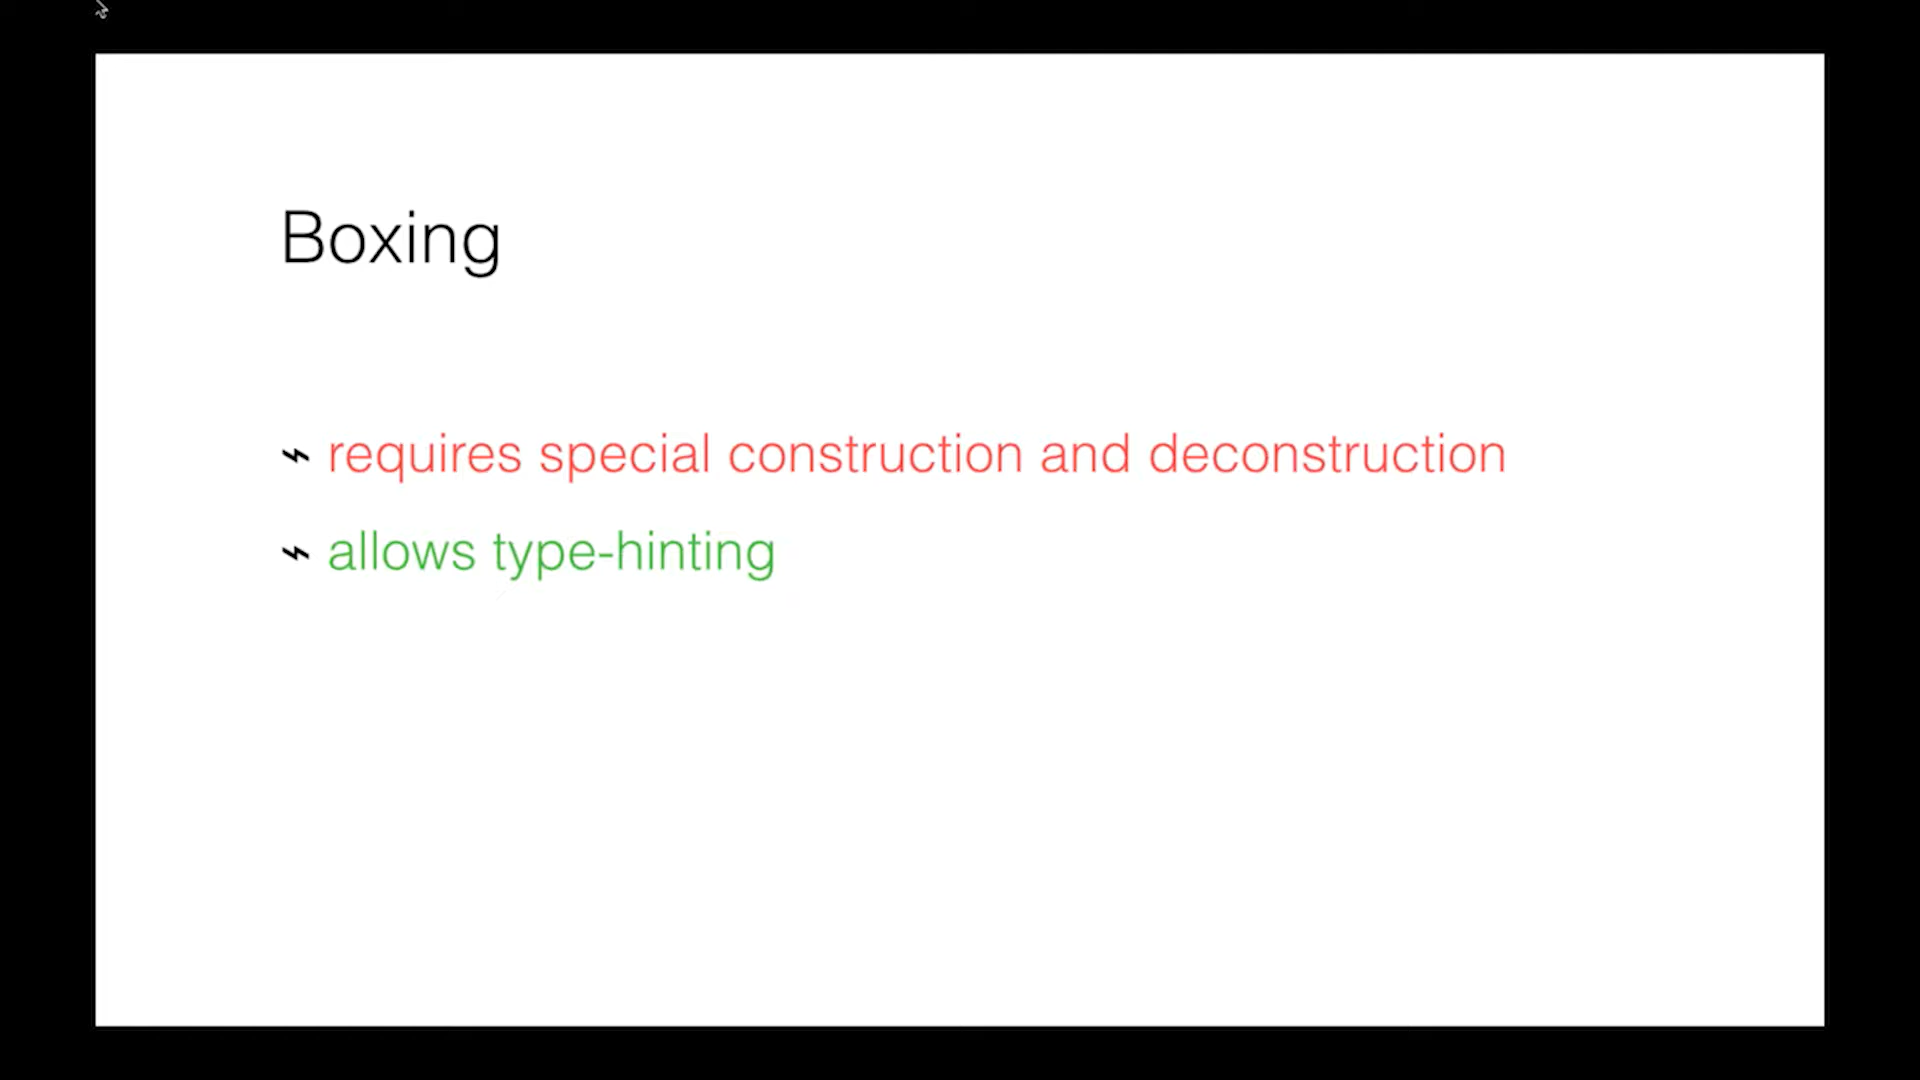 Boxing
requires special construction and deconstruction
allows type-hinting